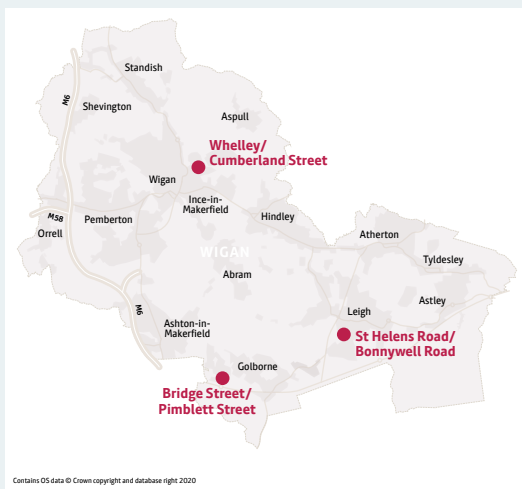 Standish
M6
Shevington
Aspull
Whelley/
Cumberland Street
Wigan
Ince-in-
Makerfield
Hindley
M58
Pemberton
Orrell
Atherton
Tyldesley
WIGAN
Abram
Astley
M6
Leigh
Ashton-in-
Makerfield
St Helens Road/
Bonnywell Road
Golborne
Bridge Street/
Pimblett Street
Contains OS data © Crown copyright and database right 2020